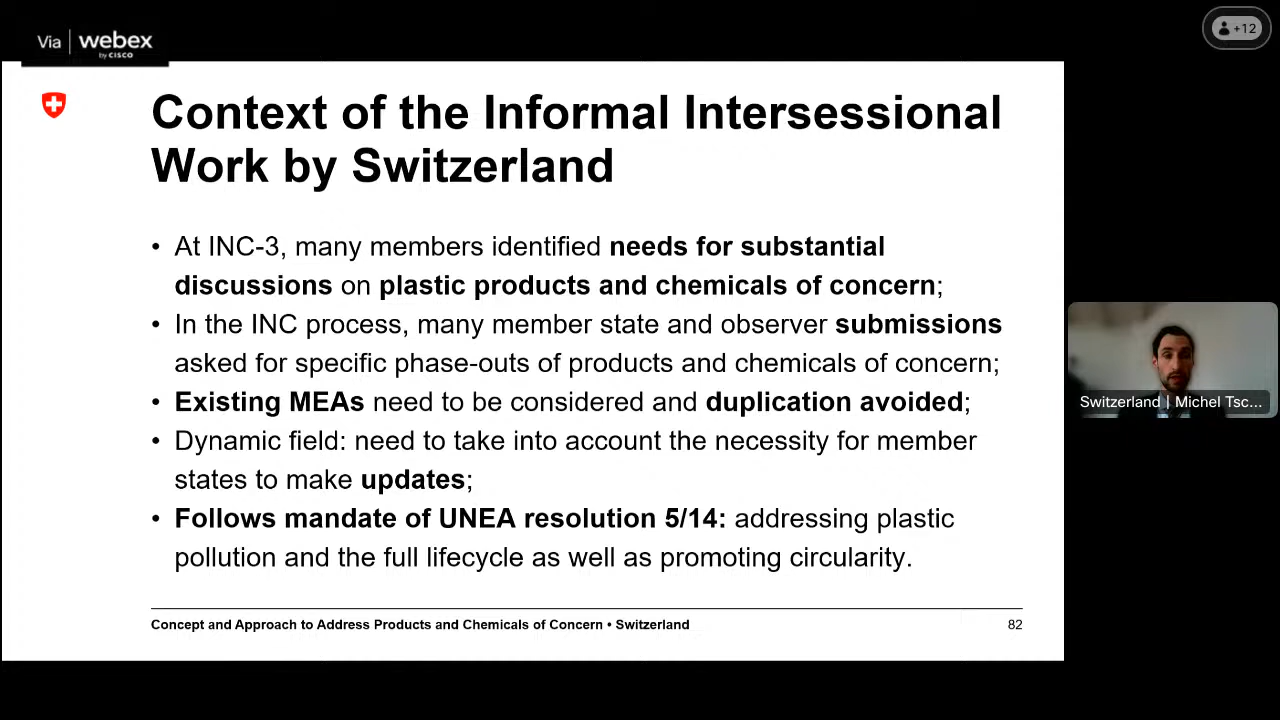 Via webex
by CISCO
+12
Context of the Informal Intersessional
Work by Switzerland
• At INC-3, many members identified needs for substantial
discussions on plastic products and chemicals of concern;
• In the INC process, many member state and observer submissions
asked for specific phase-outs of products and chemicals of concern;
• Existing MEAs need to be considered and duplication avoided;
• Dynamic field: need to take into account the necessity for member
states to make updates;
• Follows mandate of UNEA resolution 5/14: addressing plastic
pollution and the full lifecycle as well as promoting circularity.
Switzerland | Michel Tsc...
Concept and Approach to Address Products and Chemicals of Concern • Switzerland
82